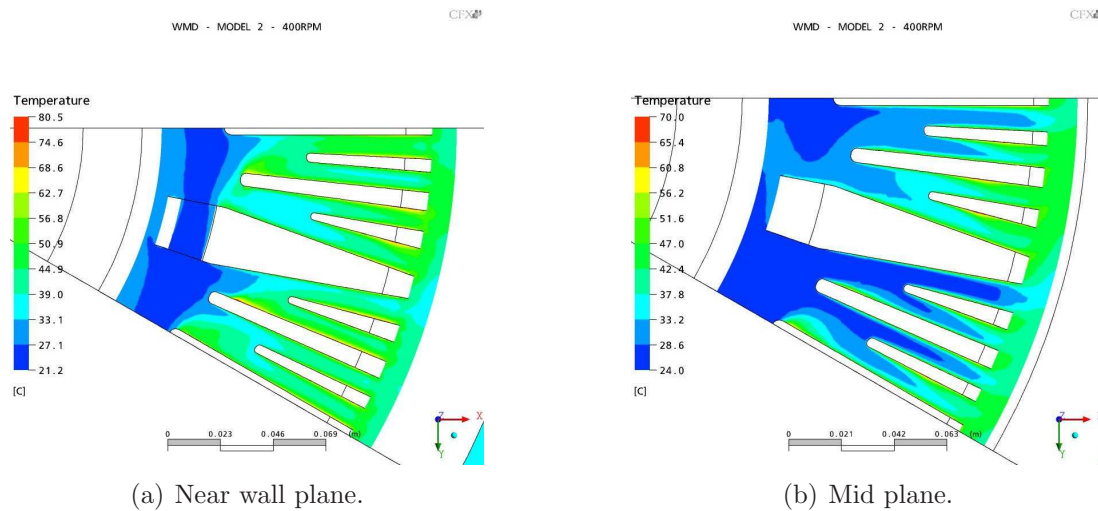 CFX
WMD - MODEL 2 - 400RPM
Temperature
80.5
74.6
68.6
62.7
56.8
50.9
44.9
39.0
33.1
27.1
21.2
[C]
0 0.023 0.046 0.069 (m)
Z X
Y
(a) Near wall plane.
CFX
WMD - MODEL 2 - 400RPM
Temperature
70.0
65.4
60.8
56.2
51.6
47.0
42.4
37.8
33.2
28.6
24.0
[C]
0 0.021 0.042 0.063 (m)
Z X
Y
(b) Mid plane.